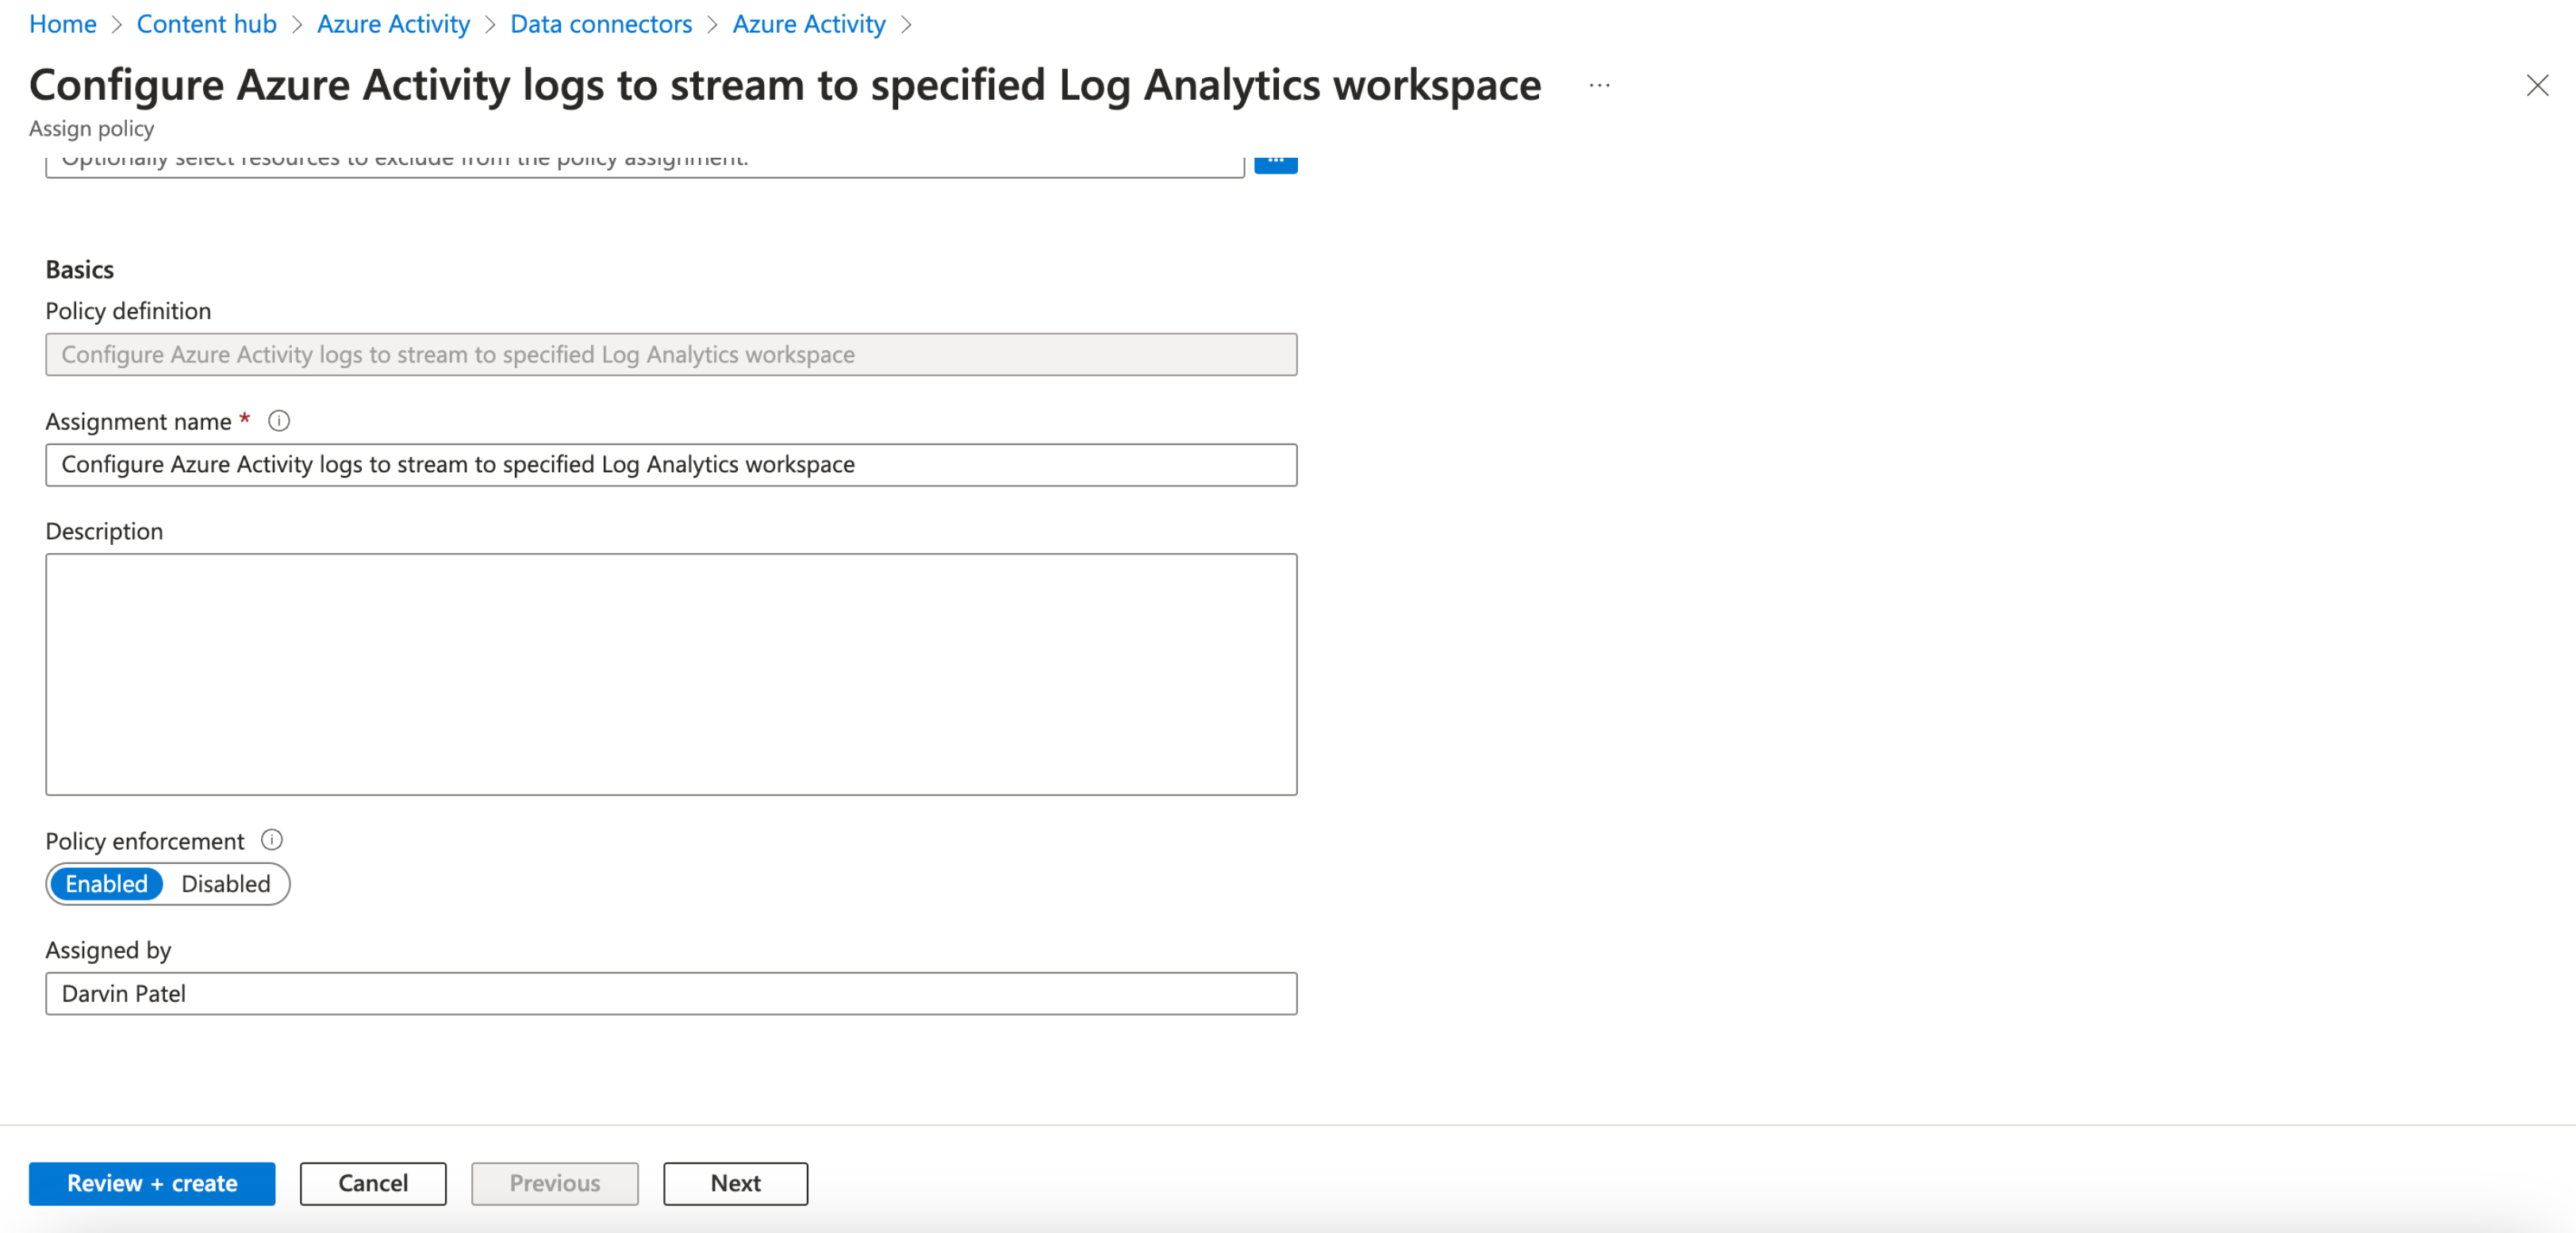 Home > Content hub > Azure Activity > Data connectors > Azure Activity >
Configure Azure Activity logs to stream to specified Log Analytics workspace ...
Assign policy
Optionally select resources to exclude from the policy assignment.
...
Basics
Policy definition
Configure Azure Activity logs to stream to specified Log Analytics workspace
Assignment name *
Configure Azure Activity logs to stream to specified Log Analytics workspace
Description
Policy enforcement
Enabled Disabled
Assigned by
Darvin Patel
Review + create Cancel Previous Next